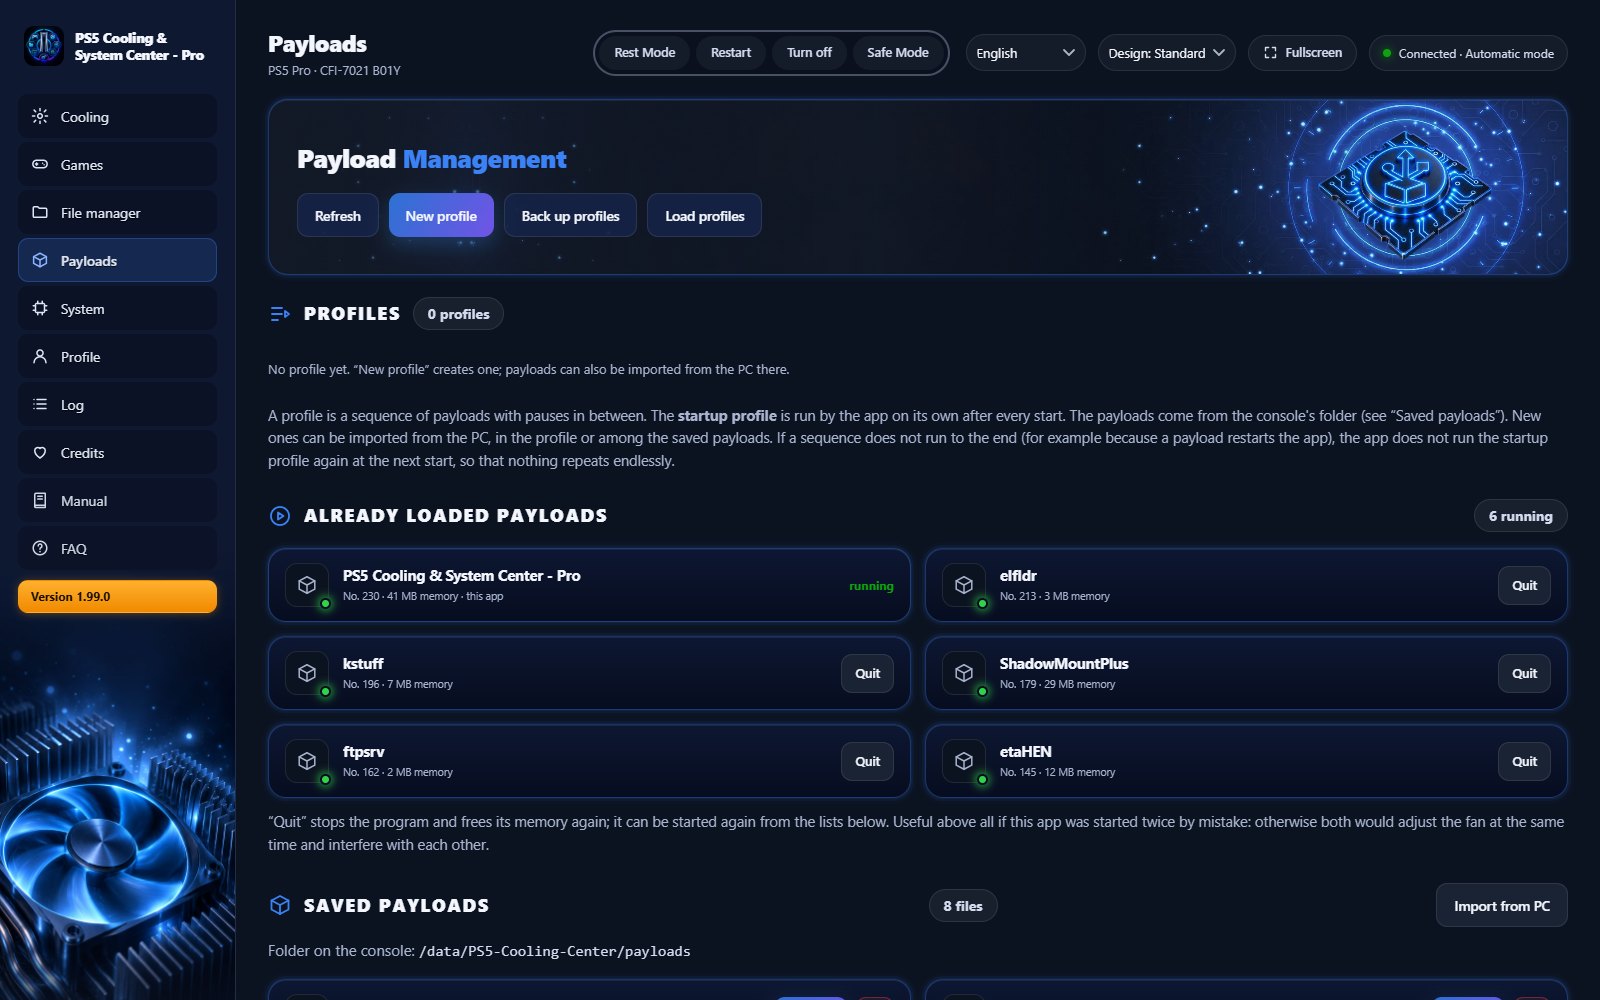 PS5 Cooling &
System Center - Pro
Cooling
Games
File manager
Payloads
System
Profile
Log
Credits
Manual
FAQ
Version 1.99.0
Payloads
PS5 Pro · CFI-7021 B01Y
Rest Mode
Restart
Turn off
Safe Mode
English
Design: Standard
Fullscreen
Connected · Automatic mode
Payload Management
Refresh
New profile
Back up profiles
Load profiles
PROFILES
0 profiles
No profile yet. “New profile” creates one; payloads can also be imported from the PC there.
A profile is a sequence of payloads with pauses in between. The startup profile is run by the app on its own after every start. The payloads come from the console's folder (see “Saved payloads”). New
ones can be imported from the PC, in the profile or among the saved payloads. If a sequence does not run to the end (for example because a payload restarts the app), the app does not run the startup
profile again at the next start, so that nothing repeats endlessly.
ALREADY LOADED PAYLOADS
6 running
PS5 Cooling & System Center - Pro
No. 230 · 41 MB memory · this app
running
elfldr
No. 213 · 3 MB memory
Quit
kstuff
No. 196 · 7 MB memory
Quit
ShadowMountPlus
No. 179 · 29 MB memory
Quit
ftpsrv
No. 162 · 2 MB memory
Quit
etaHEN
No. 145 · 12 MB memory
Quit
“Quit” stops the program and frees its memory again; it can be started again from the lists below. Useful above all if this app was started twice by mistake: otherwise both would adjust the fan at the same
time and interfere with each other.
SAVED PAYLOADS
8 files
Import from PC
Folder on the console: /data/PS5-Cooling-Center/payloads